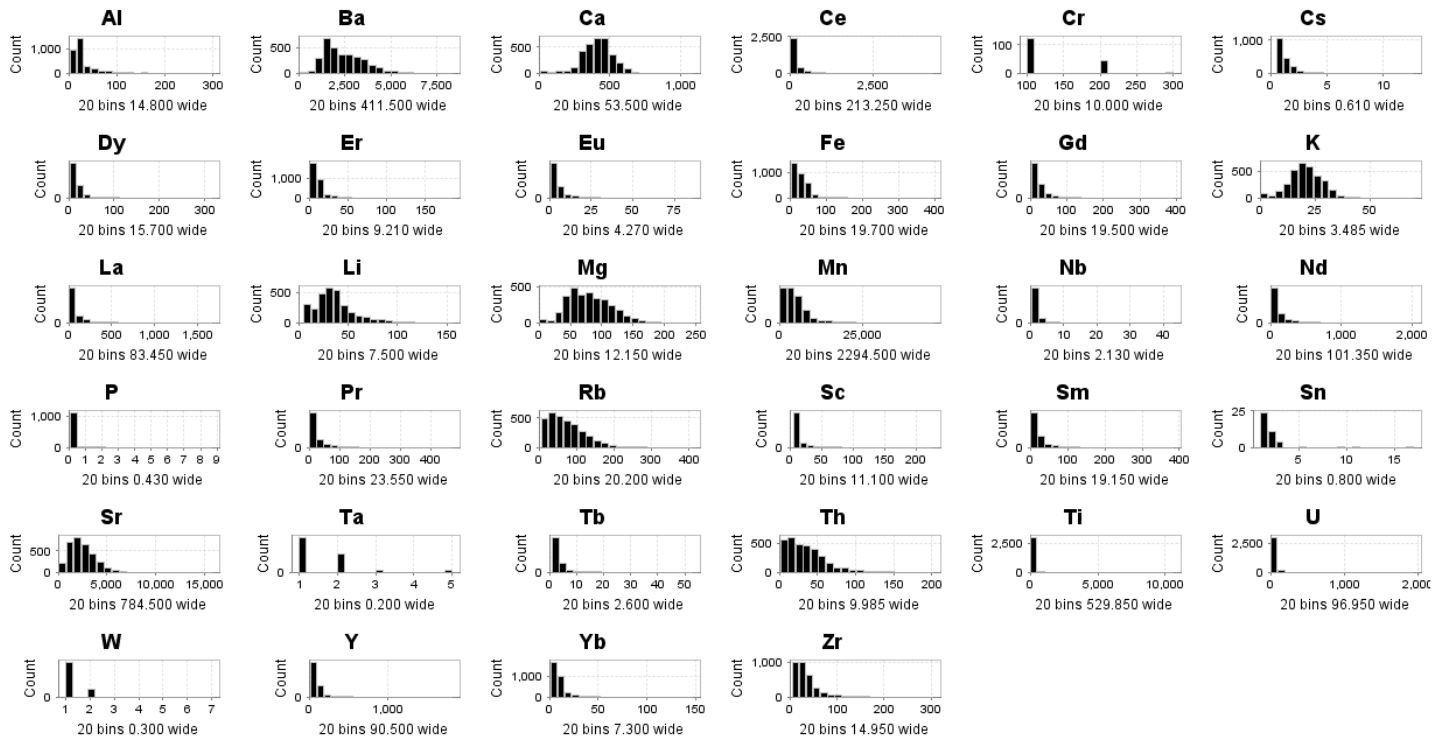 Al
Count
1,000
0
0 100 200 300
20 bins 14.800 wide
Ba
Count
500
0
0 2,500 5,000 7,500
20 bins 411.500 wide
Ca
Count
500
0
0 500 1,000
20 bins 53.500 wide
Ce
Count
2,500
0
0 2,500
20 bins 213.250 wide
Cr
Count
100
0
100 150 200 250 300
20 bins 10.000 wide
Cs
Count
1,000
0
5 10
20 bins 0.610 wide
Dy
Count
0
0 100 200 300
20 bins 15.700 wide
Er
Count
1,000
0
0 50 100 150
20 bins 9.210 wide
Eu
Count
0
0 25 50 75
20 bins 4.270 wide
Fe
Count
1,000
0
0 100 200 300 400
20 bins 19.700 wide
Gd
Count
0
0 100 200 300 400
20 bins 19.500 wide
K
Count
500
0
25 50
20 bins 3.485 wide
La
Count
0
0 500 1,000 1,500
20 bins 83.450 wide
Li
Count
500
0
0 50 100 150
20 bins 7.500 wide
Mg
Count
500
0
0 50 100 150 200 250
20 bins 12.150 wide
Mn
Count
0
0 25,000
20 bins 2294.500 wide
Nb
Count
0
0 10 20 30 40
20 bins 2.130 wide
Nd
Count
0
0 1,000 2,000
20 bins 101.350 wide
P
Count
1,000
0
0 1 2 3 4 5 6 7 8 9
20 bins 0.430 wide
Pr
Count
0
0 100 200 300 400
20 bins 23.550 wide
Rb
Count
500
0
0 100 200 300 400
20 bins 20.200 wide
Sc
Count
0
0 50 100 150 200
20 bins 11.100 wide
Sm
Count
0
0 100 200 300 400
20 bins 19.150 wide
Sn
Count
25
0
5 10 15
20 bins 0.800 wide
Sr
Count
500
0
0 5,000 10,000 15,000
20 bins 784.500 wide
Ta
Count
0
1 2 3 4 5
20 bins 0.200 wide
Tb
Count
0
0 10 20 30 40 50
20 bins 2.600 wide
Th
Count
500
0
0 50 100 150 200
20 bins 9.985 wide
Ti
Count
2,500
0
0 5,000 10,000
20 bins 529.850 wide
U
Count
2,500
0
0 1,000 2,000
20 bins 96.950 wide
W
Count
0
1 2 3 4 5 6 7
20 bins 0.300 wide
Y
Count
0
0 1,000
20 bins 90.500 wide
Yb
Count
1,000
0
0 50 100 150
20 bins 7.300 wide
Zr
Count
1,000
0
0 100 200 300
20 bins 14.950 wide